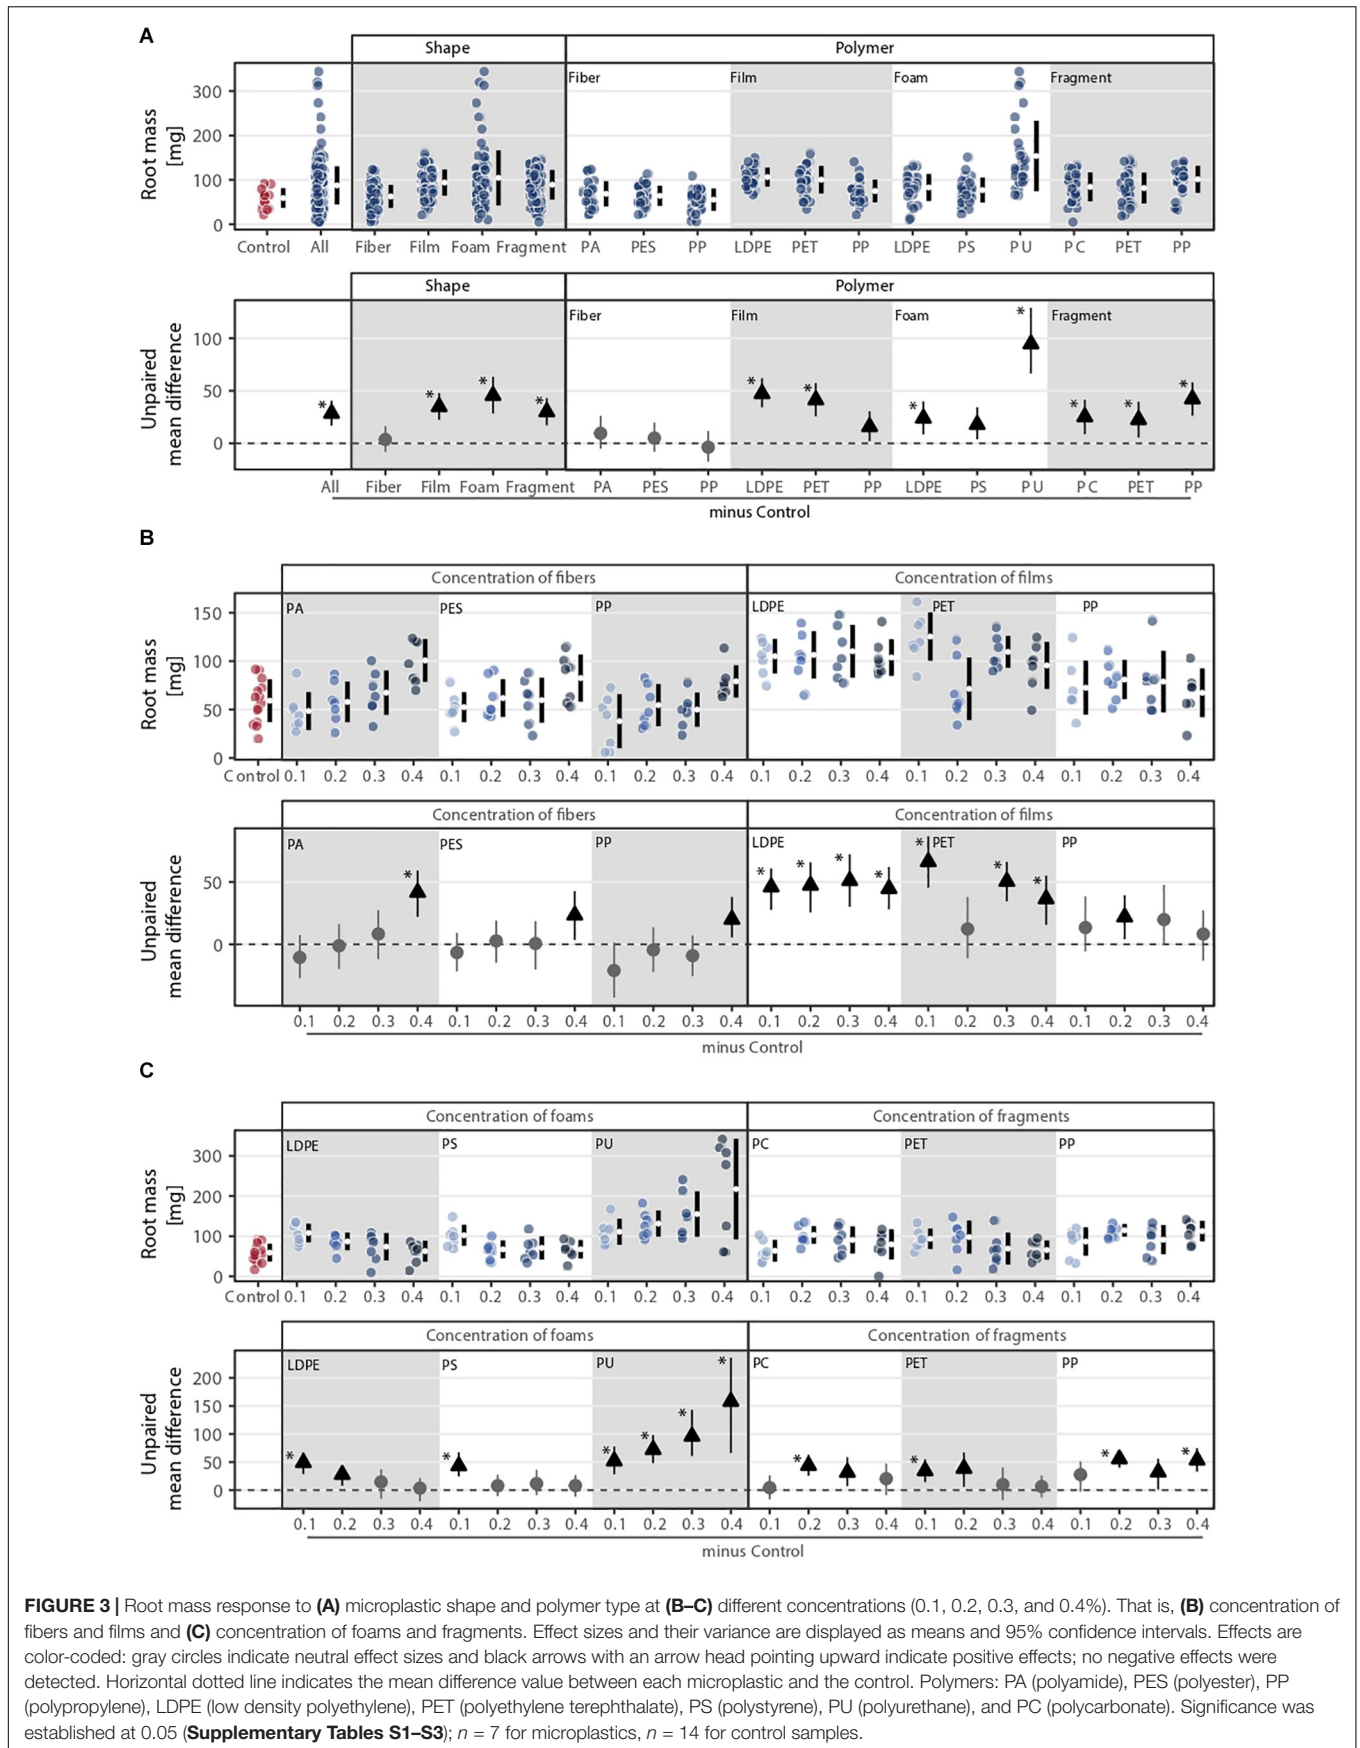 A
Shape Polymer
Fiber Film Foam Fragment
Root mass
[mg]
300
200
100
0
Control All Fiber Film Foam Fragment PA PES PP LDPE PET PP LDPE PS PU PC PET PP
Shape Polymer
Fiber Film Foam Fragment
Unpaired
mean difference
100
50
0
* * * * * * * * * * *
All Fiber Film Foam Fragment PA PES PP LDPE PET PP LDPE PS PU PC PET PP
minus Control
B
Concentration of fibers Concentration of films
PA PES PP LDPE PET PP
Root mass
[mg]
150
100
50
0
Control 0.1 0.2 0.3 0.4 0.1 0.2 0.3 0.4 0.1 0.2 0.3 0.4 0.1 0.2 0.3 0.4 0.1 0.2 0.3 0.4 0.1 0.2 0.3 0.4
Concentration of fibers Concentration of films
PA PES PP LDPE PET PP
Unpaired
mean difference
50
0
* * * * * * * *
0.1 0.2 0.3 0.4 0.1 0.2 0.3 0.4 0.1 0.2 0.3 0.4 0.1 0.2 0.3 0.4 0.1 0.2 0.3 0.4 0.1 0.2 0.3 0.4
minus Control
C
Concentration of foams Concentration of fragments
LDPE PS PU PC PET PP
Root mass
[mg]
300
200
100
0
Control 0.1 0.2 0.3 0.4 0.1 0.2 0.3 0.4 0.1 0.2 0.3 0.4 0.1 0.2 0.3 0.4 0.1 0.2 0.3 0.4 0.1 0.2 0.3 0.4
Concentration of foams Concentration of fragments
LDPE PS PU PC PET PP
Unpaired
mean difference
200
150
100
50
0
* * * * * * * * * *
0.1 0.2 0.3 0.4 0.1 0.2 0.3 0.4 0.1 0.2 0.3 0.4 0.1 0.2 0.3 0.4 0.1 0.2 0.3 0.4 0.1 0.2 0.3 0.4
minus Control
FIGURE 3 | Root mass response to (A) microplastic shape and polymer type at (B–C) different concentrations (0.1, 0.2, 0.3, and 0.4%). That is, (B) concentration of
fibers and films and (C) concentration of foams and fragments. Effect sizes and their variance are displayed as means and 95% confidence intervals. Effects are
color-coded: gray circles indicate neutral effect sizes and black arrows with an arrow head pointing upward indicate positive effects; no negative effects were
detected. Horizontal dotted line indicates the mean difference value between each microplastic and the control. Polymers: PA (polyamide), PES (polyester), PP
(polypropylene), LDPE (low density polyethylene), PET (polyethylene terephthalate), PS (polystyrene), PU (polyurethane), and PC (polycarbonate). Significance was
established at 0.05 (Supplementary Tables S1–S3); n = 7 for microplastics, n = 14 for control samples.